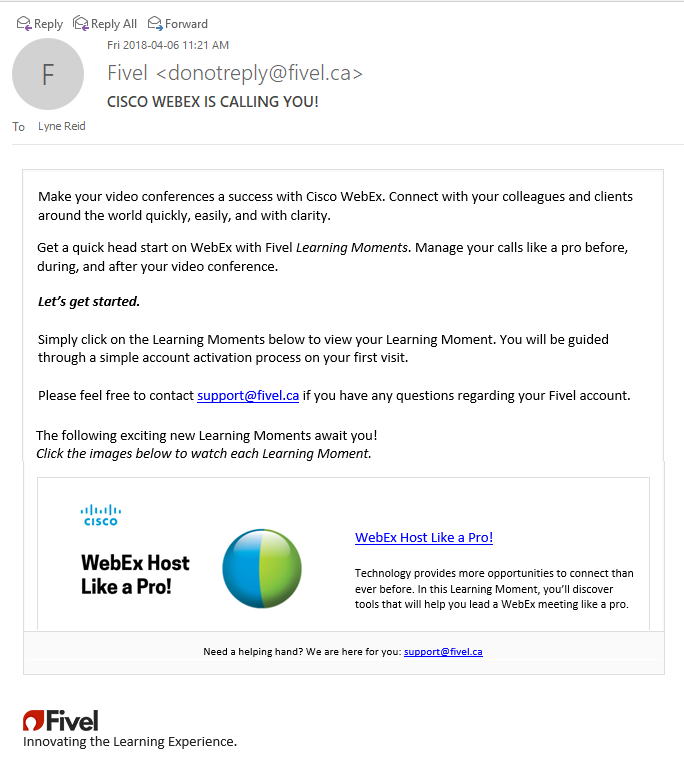 Reply Reply All Forward
Fri 2018-04-06 11:21 AM
F
Fivel <donotreply@fivel.ca>
CISCO WEBEX IS CALLING YOU!
To Lyne Reid
Make your video conferences a success with Cisco WebEx. Connect with your colleagues and clients
around the world quickly, easily, and with clarity.
Get a quick head start on WebEx with Fivel Learning Moments. Manage your calls like a pro before,
during, and after your video conference.
Let's get started.
Simply click on the Learning Moments below to view your Learning Moment. You will be guided
through a simple account activation process on your first visit.
Please feel free to contact support@fivel.ca if you have any questions regarding your Fivel account.
The following exciting new Learning Moments await you!
Click the images below to watch each Learning Moment.
CISCO
WebEx Host
Like a Pro!
WebEx Host Like a Pro!
Technology provides more opportunities to connect than
ever before. In this Learning Moment, you'll discover
tools that will help you lead a WebEx meeting like a pro.
Need a helping hand? We are here for you: support@fivel.ca
Fivel
Innovating the Learning Experience.